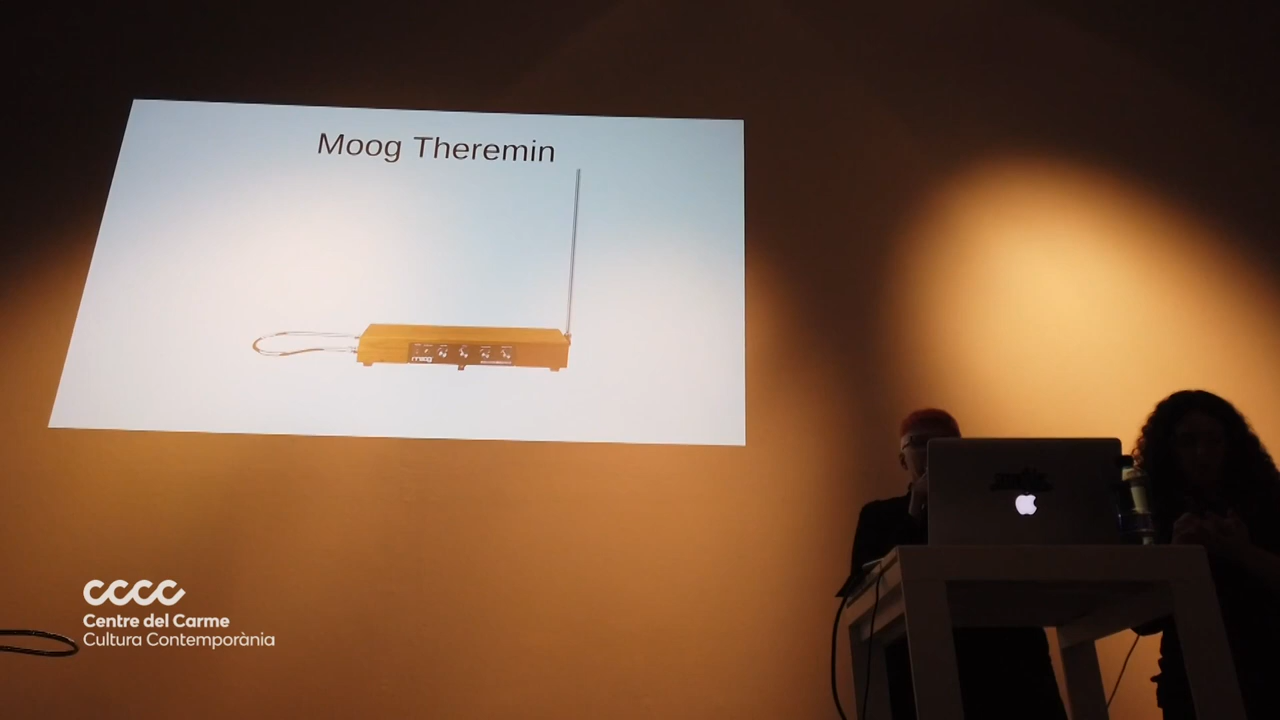 Moog Theremin
moog
cccc
Centre del Carme
Cultura Contemporània